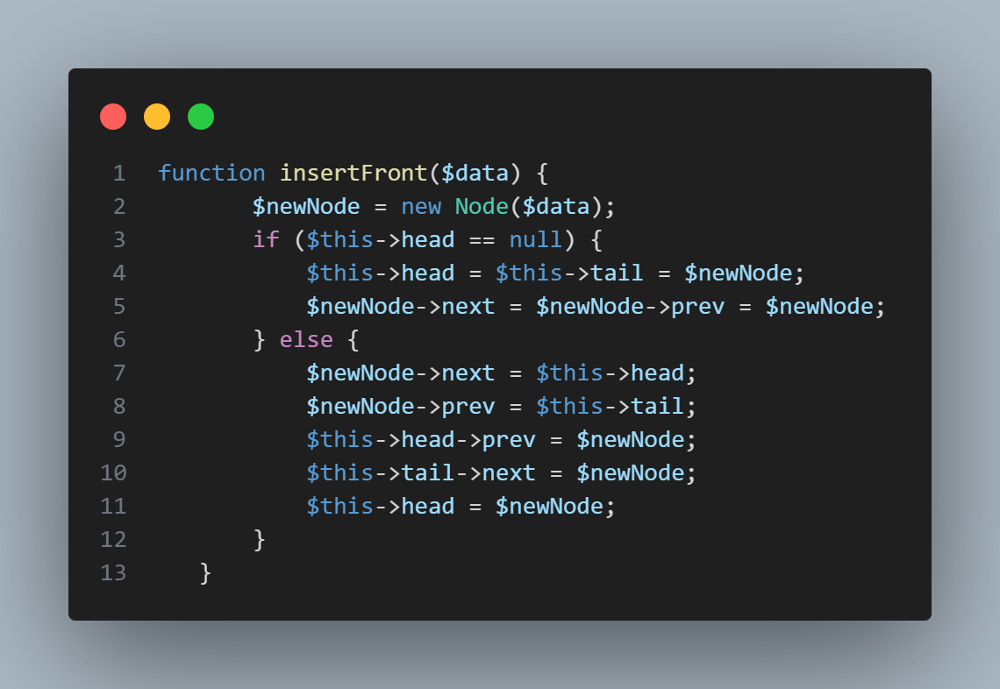 1 function insertFront($data) {
2 $newNode = new Node($data);
3 if ($this->head == null) {
4 $this->head = $this->tail = $newNode;
5 $newNode->next = $newNode->prev = $newNode;
6 } else {
7 $newNode->next = $this->head;
8 $newNode->prev = $this->tail;
9 $this->head->prev = $newNode;
10 $this->tail->next = $newNode;
11 $this->head = $newNode;
12 }
13 }